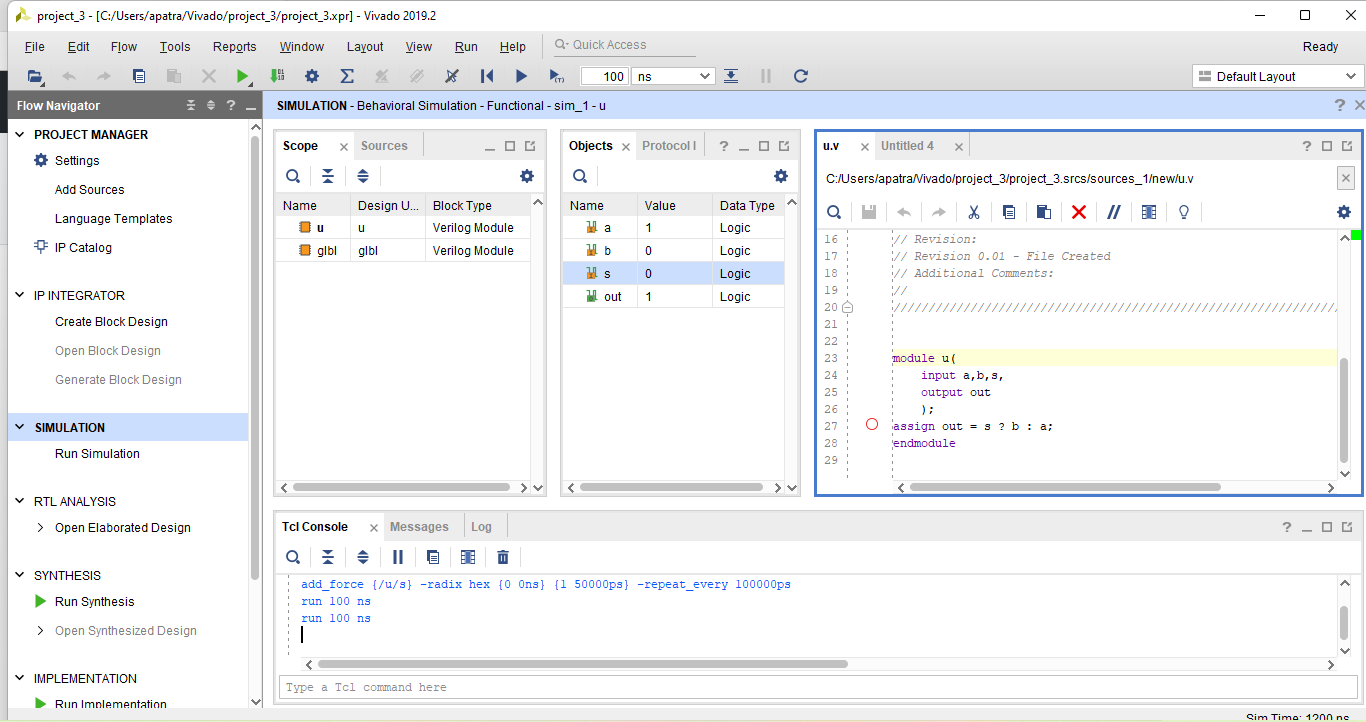 project_3 - [C:/Users/apatra/Vivado/project_3/project_3.xpr] - Vivado 2019.2
File Edit Flow Tools Reports Window Layout View Run Help Quick Access Ready
100 ns Default Layout
Flow Navigator
PROJECT MANAGER
Settings
Add Sources
Language Templates
IP Catalog
IP INTEGRATOR
Create Block Design
Open Block Design
Generate Block Design
SIMULATION
Run Simulation
RTL ANALYSIS
Open Elaborated Design
SYNTHESIS
Run Synthesis
Open Synthesized Design
IMPLEMENTATION
Run Implementation
SIMULATION - Behavioral Simulation - Functional - sim_1 - u
Scope Sources
Name Design U... Block Type
u u Verilog Module
glbl glbl Verilog Module
Objects Protocol I
Name Value Data Type
a 1 Logic
b 0 Logic
s 0 Logic
out 1 Logic
u.v Untitled 4
C:/Users/apatra/Vivado/project_3/project_3.srcs/sources_1/new/u.v
16 // Revision:
17 // Revision 0.01 - File Created
18 // Additional Comments:
19 //
20 ////////////////////////////////////////////////////////////////
21
22
23 module u(
24 input a,b,s,
25 output out
26 );
27 assign out = s ? b : a;
28 endmodule
29
Tcl Console Messages Log
add_force {/u/s} -radix hex {0 0ns} {1 50000ps} -repeat_every 100000ps
run 100 ns
run 100 ns
Type a Tcl command here
Sim Time: 1200 ns